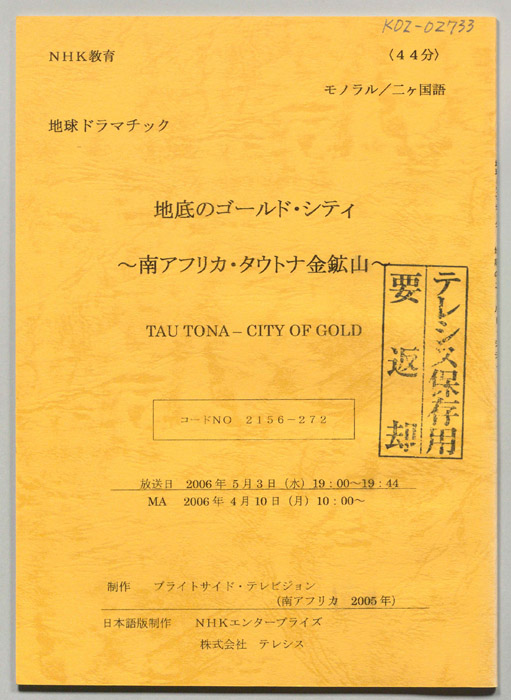 KO2-02733
NHK教育
〈44分〉
モノラル／二ヶ国語
地球ドラマチック
地底のゴールド・シティ
～南アフリカ・タウトナ金鉱山～
TAU TONA – CITY OF GOLD
テレシス保存用
要返却
コードNO 2156-272
放送日 2006年5月3日（水）19:00～19:44
MA 2006年4月10日（月）10:00～
制作 ブライトサイド・テレビジョン
（南アフリカ 2005年）
日本語版制作 NHKエンタープライズ
株式会社 テレシス